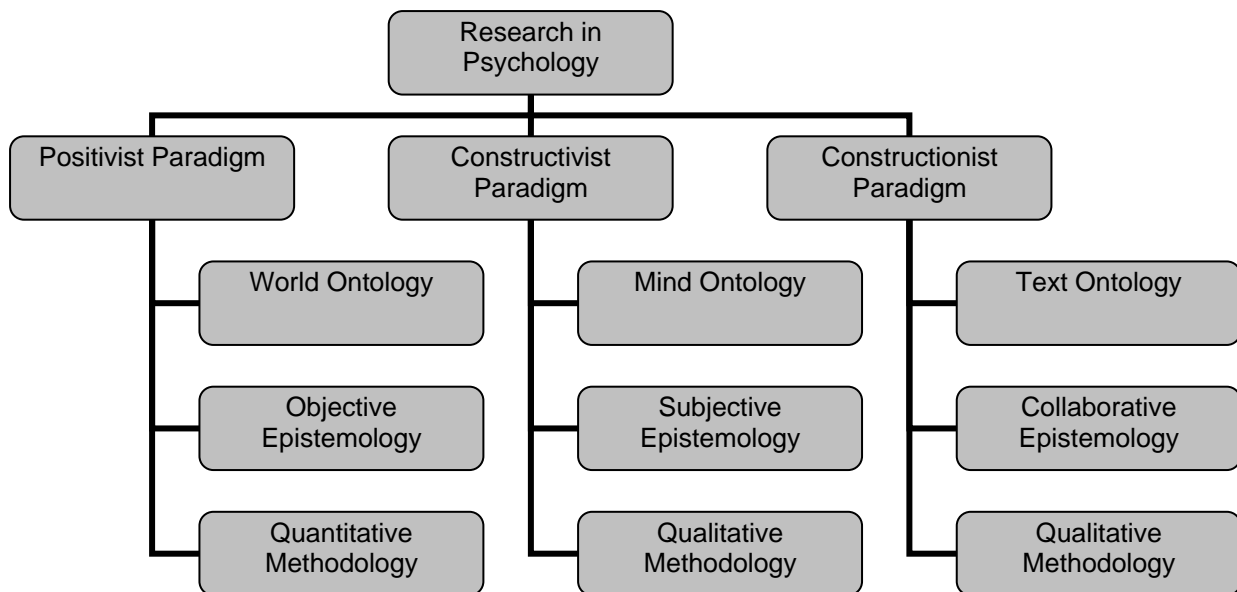 Research in
Psychology
Positivist Paradigm
Constructivist
Paradigm
Constructionist
Paradigm
World Ontology
Mind Ontology
Text Ontology
Objective
Epistemology
Subjective
Epistemology
Collaborative
Epistemology
Quantitative
Methodology
Qualitative
Methodology
Qualitative
Methodology